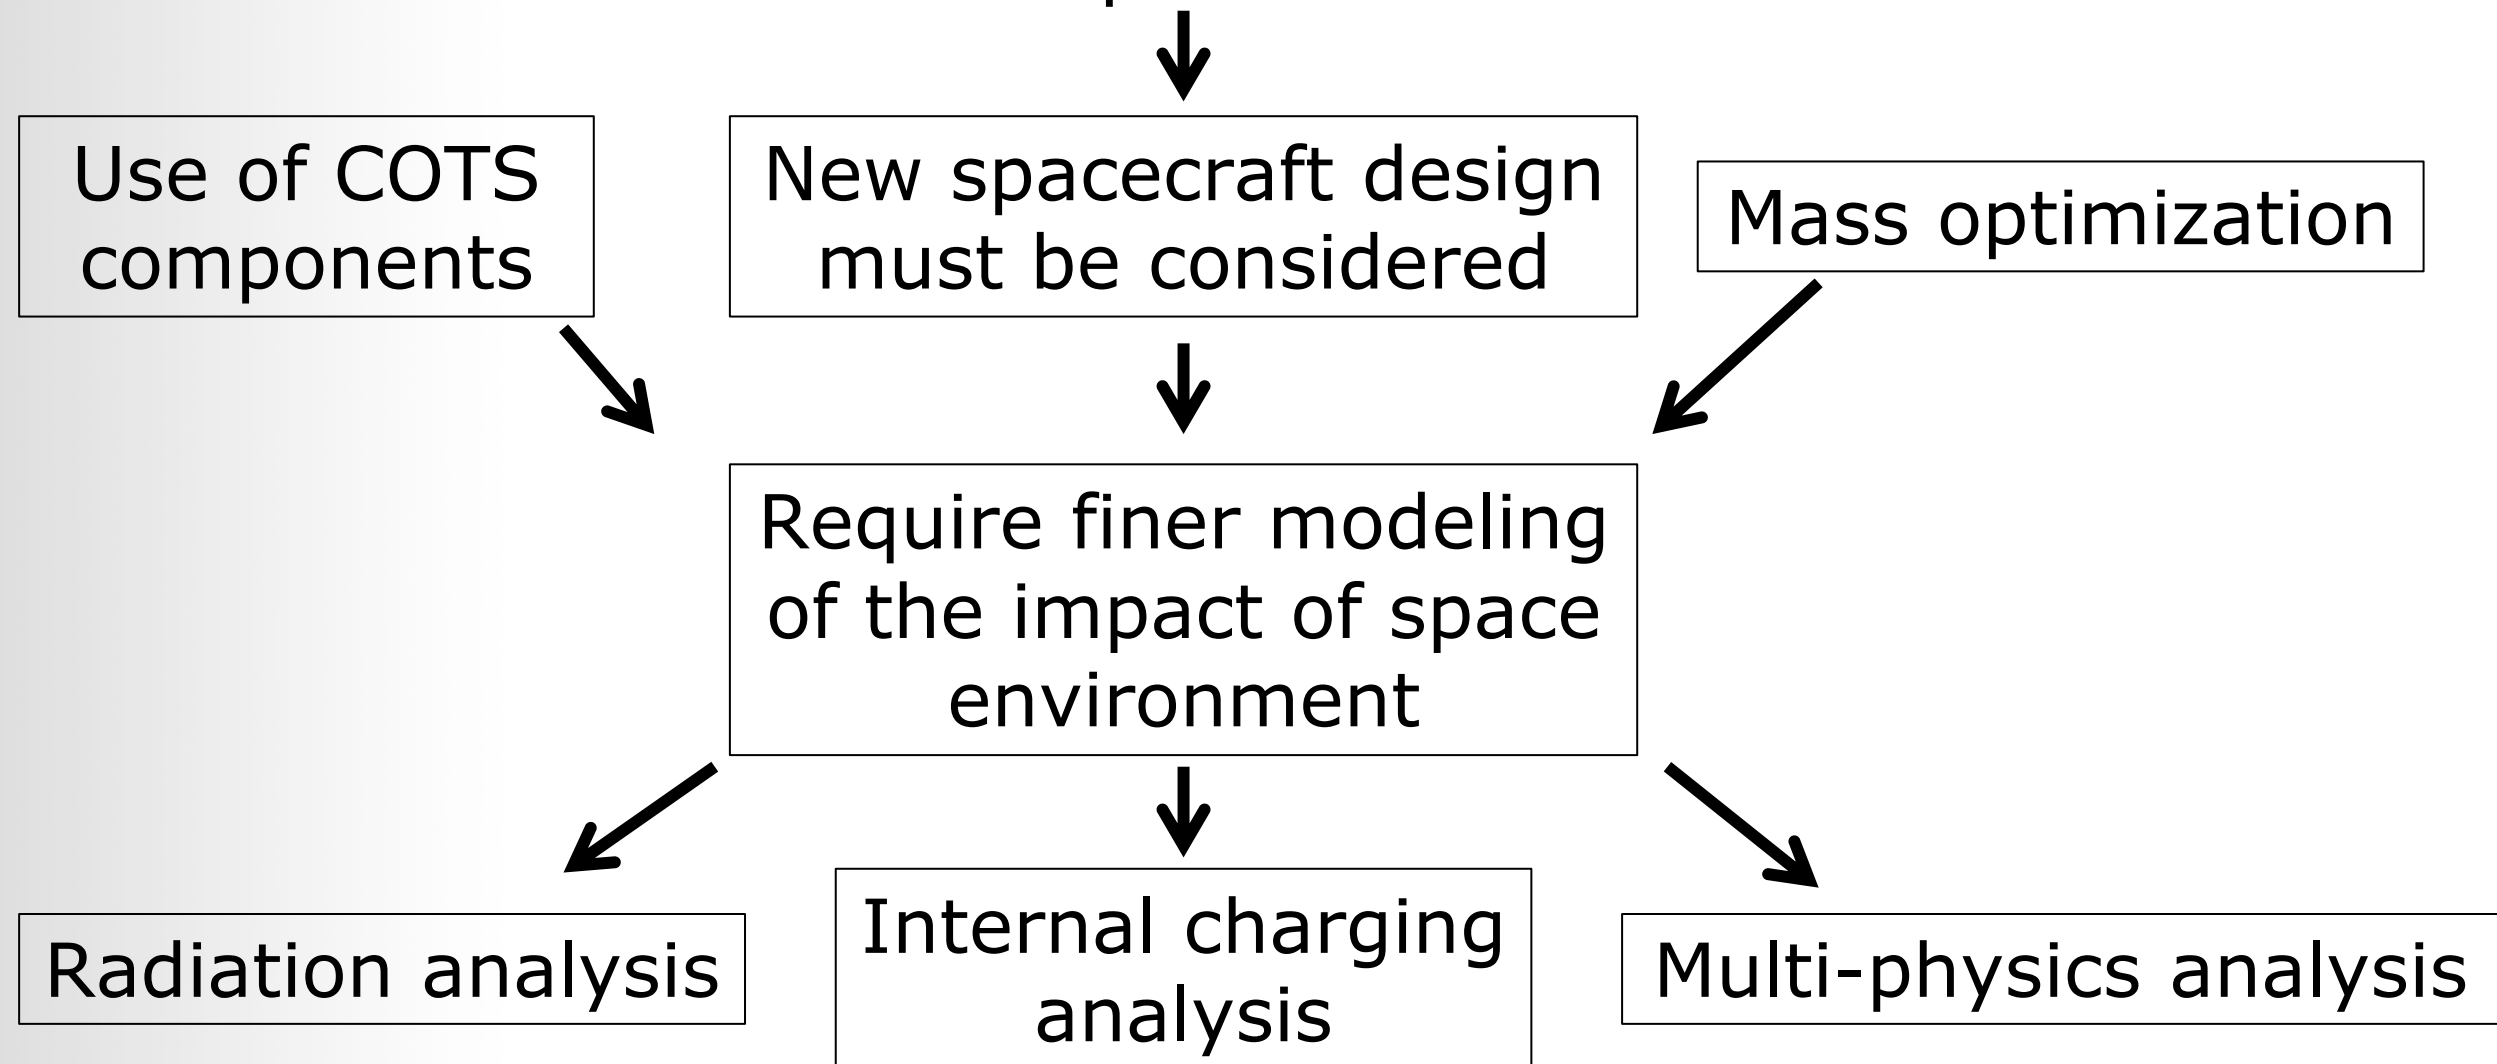 Use of COTS
components
New spacecraft design
must be considered
Mass optimization
Require finer modeling
of the impact of space
environment
Radiation analysis
Internal charging
analysis
Multi-physics analysis